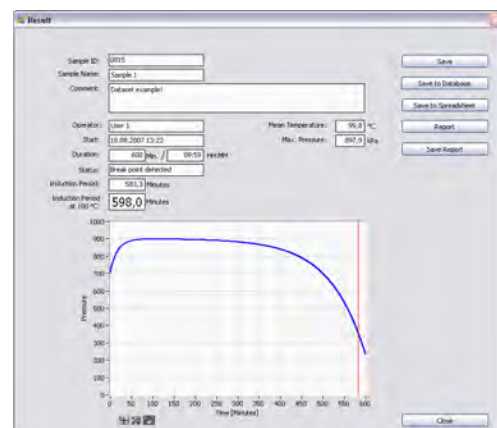 Result
Sample ID: 0815
Save
Sample Name: Sample 1
Comment: Dataset example!
Save to Database
Save to Spreadsheet
Operator: User 1
Mean Temperature: 99,8 °C
Report
Start: 16.08.2007 13:23
Max. Pressure: 897,9 kPa
Duration: 600 Min. / 09:59 HH:MM
Save Report
Status: Break point detected
Induction Period: 583,3 Minutes
Induction Period
at 100 °C: 598,0 Minutes
1000
900
800
700
600
500
400
300
200
100
0
Pressure
0 50 100 150 200 250 300 350 400 450 500 550 600
Time [Minutes]
Close